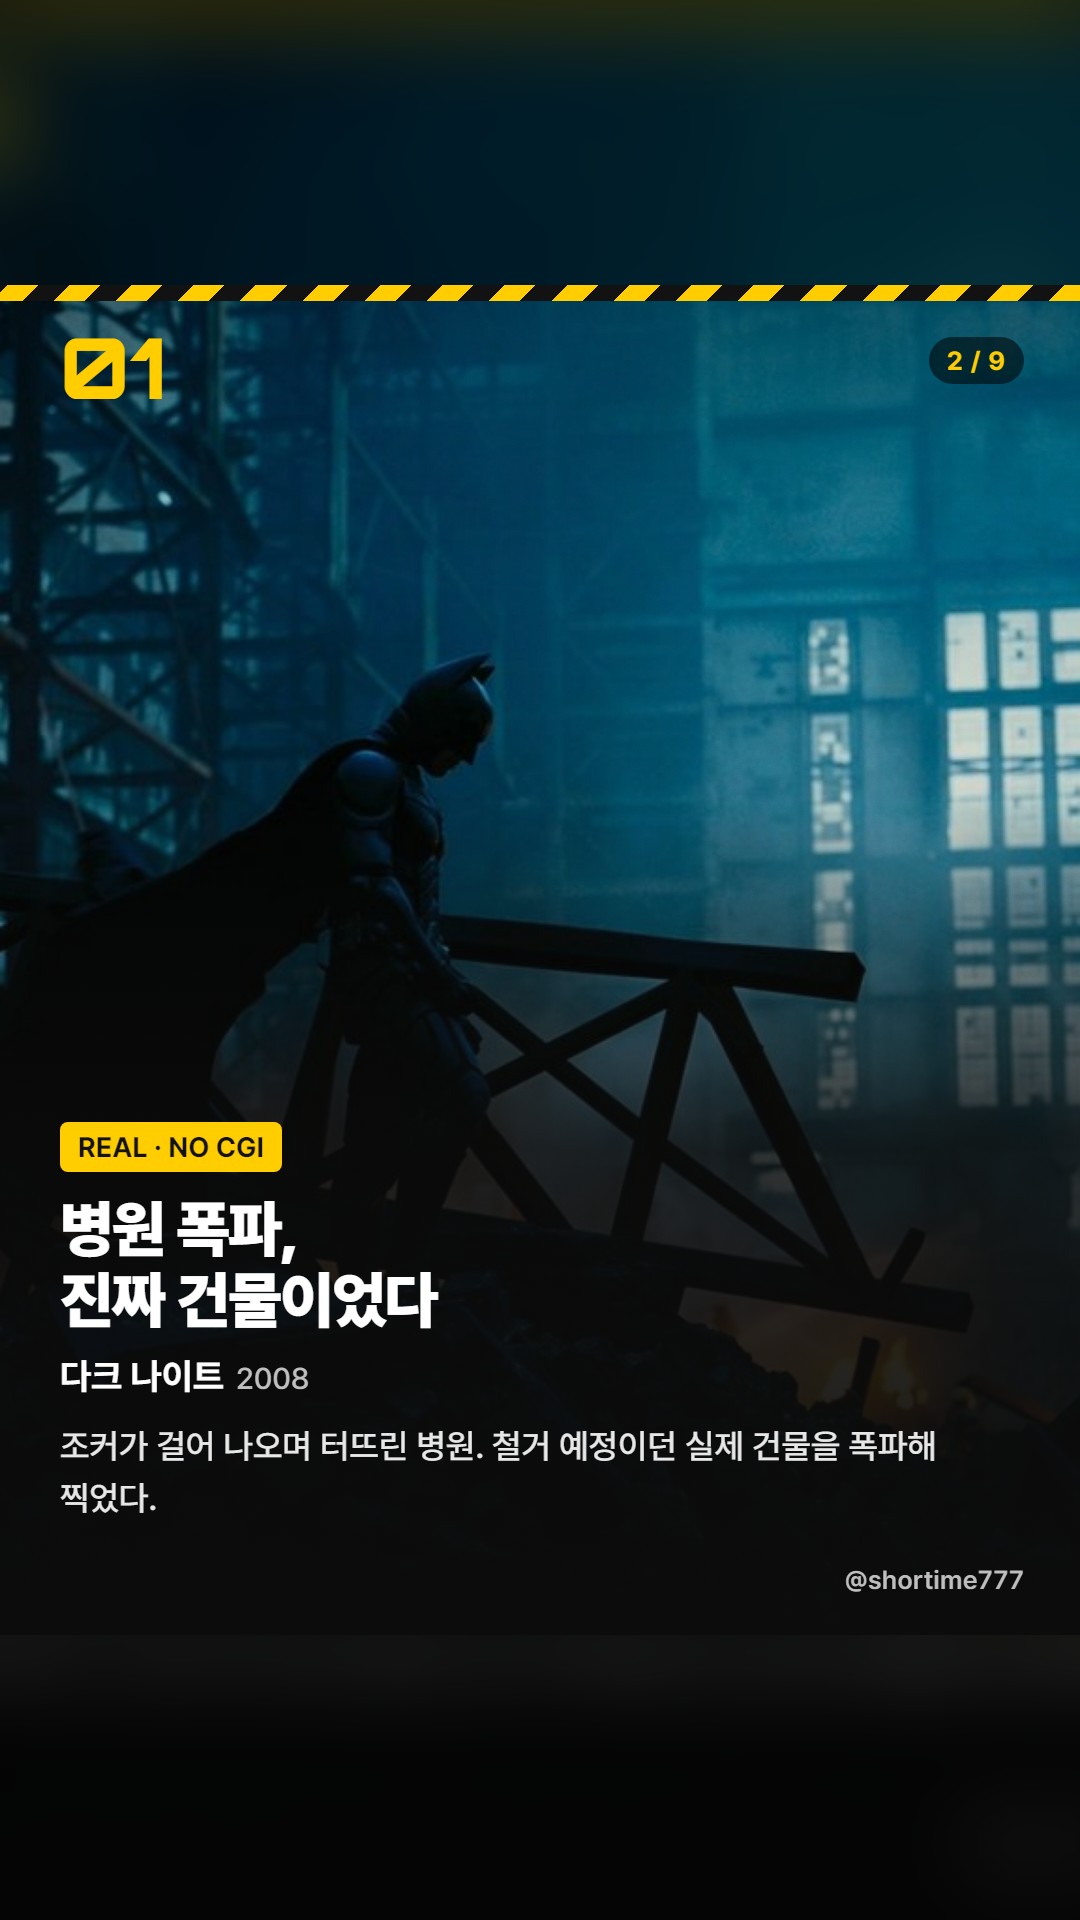 01
2 / 9
REAL · NO CGI
병원 폭파,
진짜 건물이었다
다크 나이트 2008
조커가 걸어 나오며 터뜨린 병원. 철거 예정이던 실제 건물을 폭파해
찍었다.
@shortime777